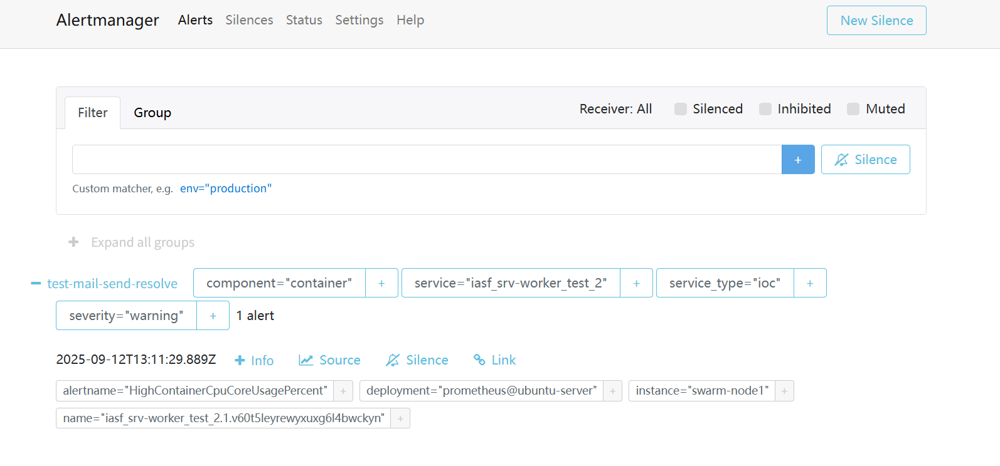 Alertmanager Alerts Silences Status Settings Help New Silence
Filter Group Receiver: All Silenced Inhibited Muted
+ Silence
Custom matcher, e.g. env="production"
+ Expand all groups
− test-mail-send-resolve component="container" + service="iasf_srv-worker_test_2" + service_type="ioc" +
severity="warning" + 1 alert
2025-09-12T13:11:29.889Z + Info Source Silence Link
alertname="HighContainerCpuCoreUsagePercent" + deployment="prometheus@ubuntu-server" + instance="swarm-node1" +
name="iasf_srv-worker_test_2.1.v60t5leyrewyxuxg6l4bwckyn" +